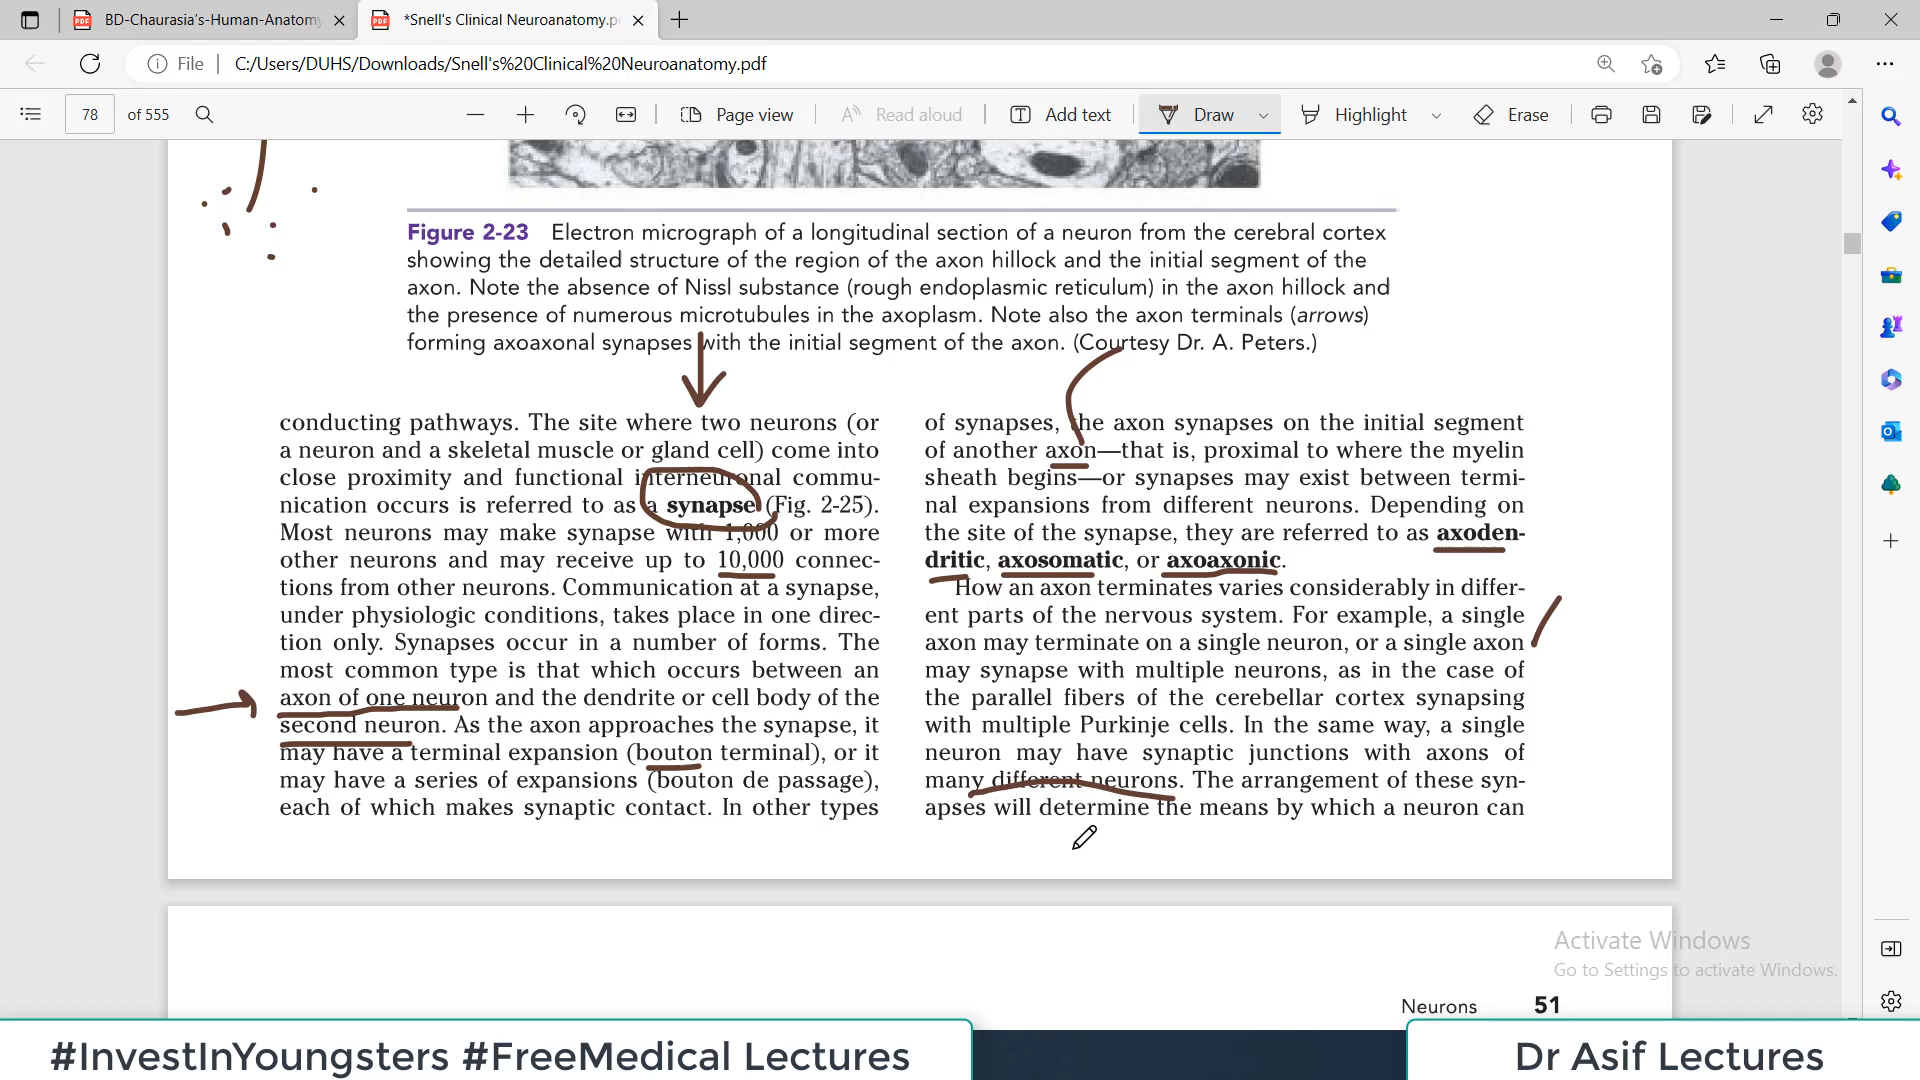 BD-Chaurasia's-Human-Anatomy
*Snell's Clinical Neuroanatomy.p
File
C:/Users/DUHS/Downloads/Snell's%20Clinical%20Neuroanatomy.pdf
78 of 555
Page view
Read aloud
Add text
Draw
Highlight
Erase
Figure 2-23 Electron micrograph of a longitudinal section of a neuron from the cerebral cortex
showing the detailed structure of the region of the axon hillock and the initial segment of the
axon. Note the absence of Nissl substance (rough endoplasmic reticulum) in the axon hillock and
the presence of numerous microtubules in the axoplasm. Note also the axon terminals (arrows)
forming axoaxonal synapses with the initial segment of the axon. (Courtesy Dr. A. Peters.)
conducting pathways. The site where two neurons (or
a neuron and a skeletal muscle or gland cell) come into
close proximity and functional interneuronal commu-
nication occurs is referred to as a synapse (Fig. 2-25).
Most neurons may make synapse with 1,000 or more
other neurons and may receive up to 10,000 connec-
tions from other neurons. Communication at a synapse,
under physiologic conditions, takes place in one direc-
tion only. Synapses occur in a number of forms. The
most common type is that which occurs between an
axon of one neuron and the dendrite or cell body of the
second neuron. As the axon approaches the synapse, it
may have a terminal expansion (bouton terminal), or it
may have a series of expansions (bouton de passage),
each of which makes synaptic contact. In other types
of synapses, the axon synapses on the initial segment
of another axon—that is, proximal to where the myelin
sheath begins—or synapses may exist between termi-
nal expansions from different neurons. Depending on
the site of the synapse, they are referred to as axoden-
dritic, axosomatic, or axoaxonic.
How an axon terminates varies considerably in differ-
ent parts of the nervous system. For example, a single
axon may terminate on a single neuron, or a single axon
may synapse with multiple neurons, as in the case of
the parallel fibers of the cerebellar cortex synapsing
with multiple Purkinje cells. In the same way, a single
neuron may have synaptic junctions with axons of
many different neurons. The arrangement of these syn-
apses will determine the means by which a neuron can
Activate Windows
Go to Settings to activate Windows.
Neurons 51
#InvestInYoungsters #FreeMedical Lectures
Dr Asif Lectures